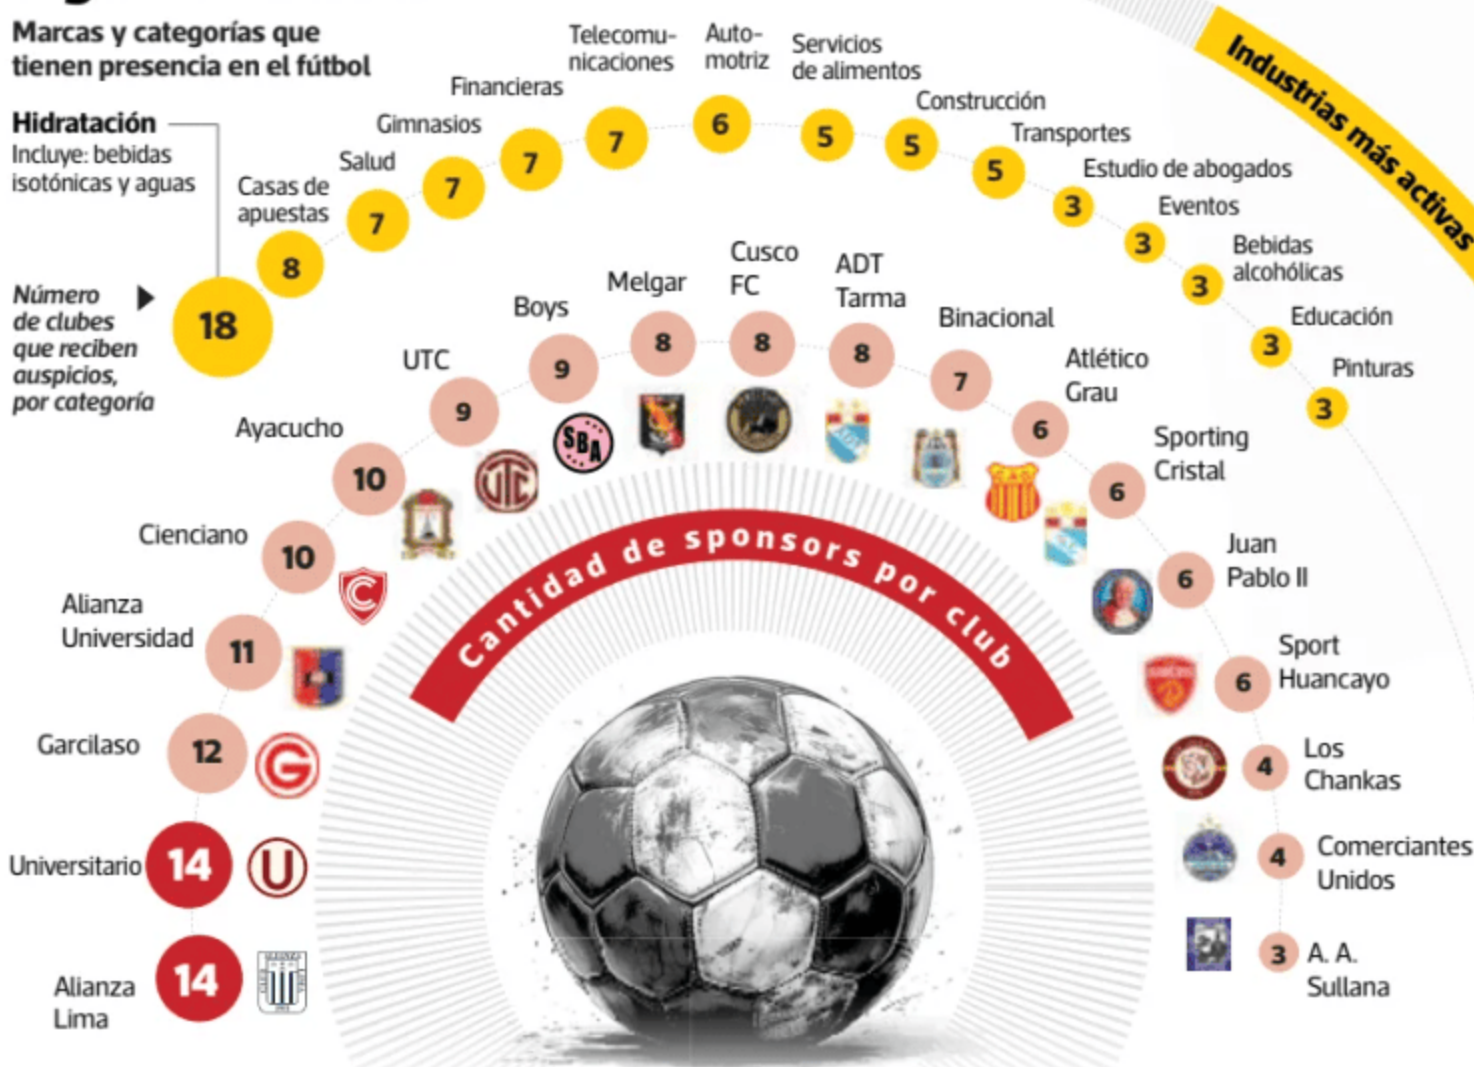 Marcas y categorías que
tienen presencia en el fútbol
Hidratación
Incluye: bebidas
isotónicas y aguas
Número
de clubes
que reciben
auspicios,
por categoría
18
Casas de
apuestas
8
Salud
7
Gimnasios
7
Financieras
7
Telecomu-
nicaciones
7
Auto-
motriz
6
Servicios
de alimentos
5
Construcción
5
Transportes
5
Estudio de abogados
3
Eventos
3
Bebidas
alcohólicas
3
Educación
3
Pinturas
3
Industrias más activas
Alianza
Lima
14
Universitario
14
U
Garcilaso
12
G
Alianza
Universidad
11
Cienciano
10
C
Ayacucho
10
UTC
9
UTC
Boys
9
SBA
Melgar
8
Cusco
FC
8
ADT
Tarma
8
Binacional
7
Atlético
Grau
6
Sporting
Cristal
6
Juan
Pablo II
6
Sport
Huancayo
6
Los
Chankas
4
Comerciantes
Unidos
4
A. A.
Sullana
3
Cantidad de sponsors por club